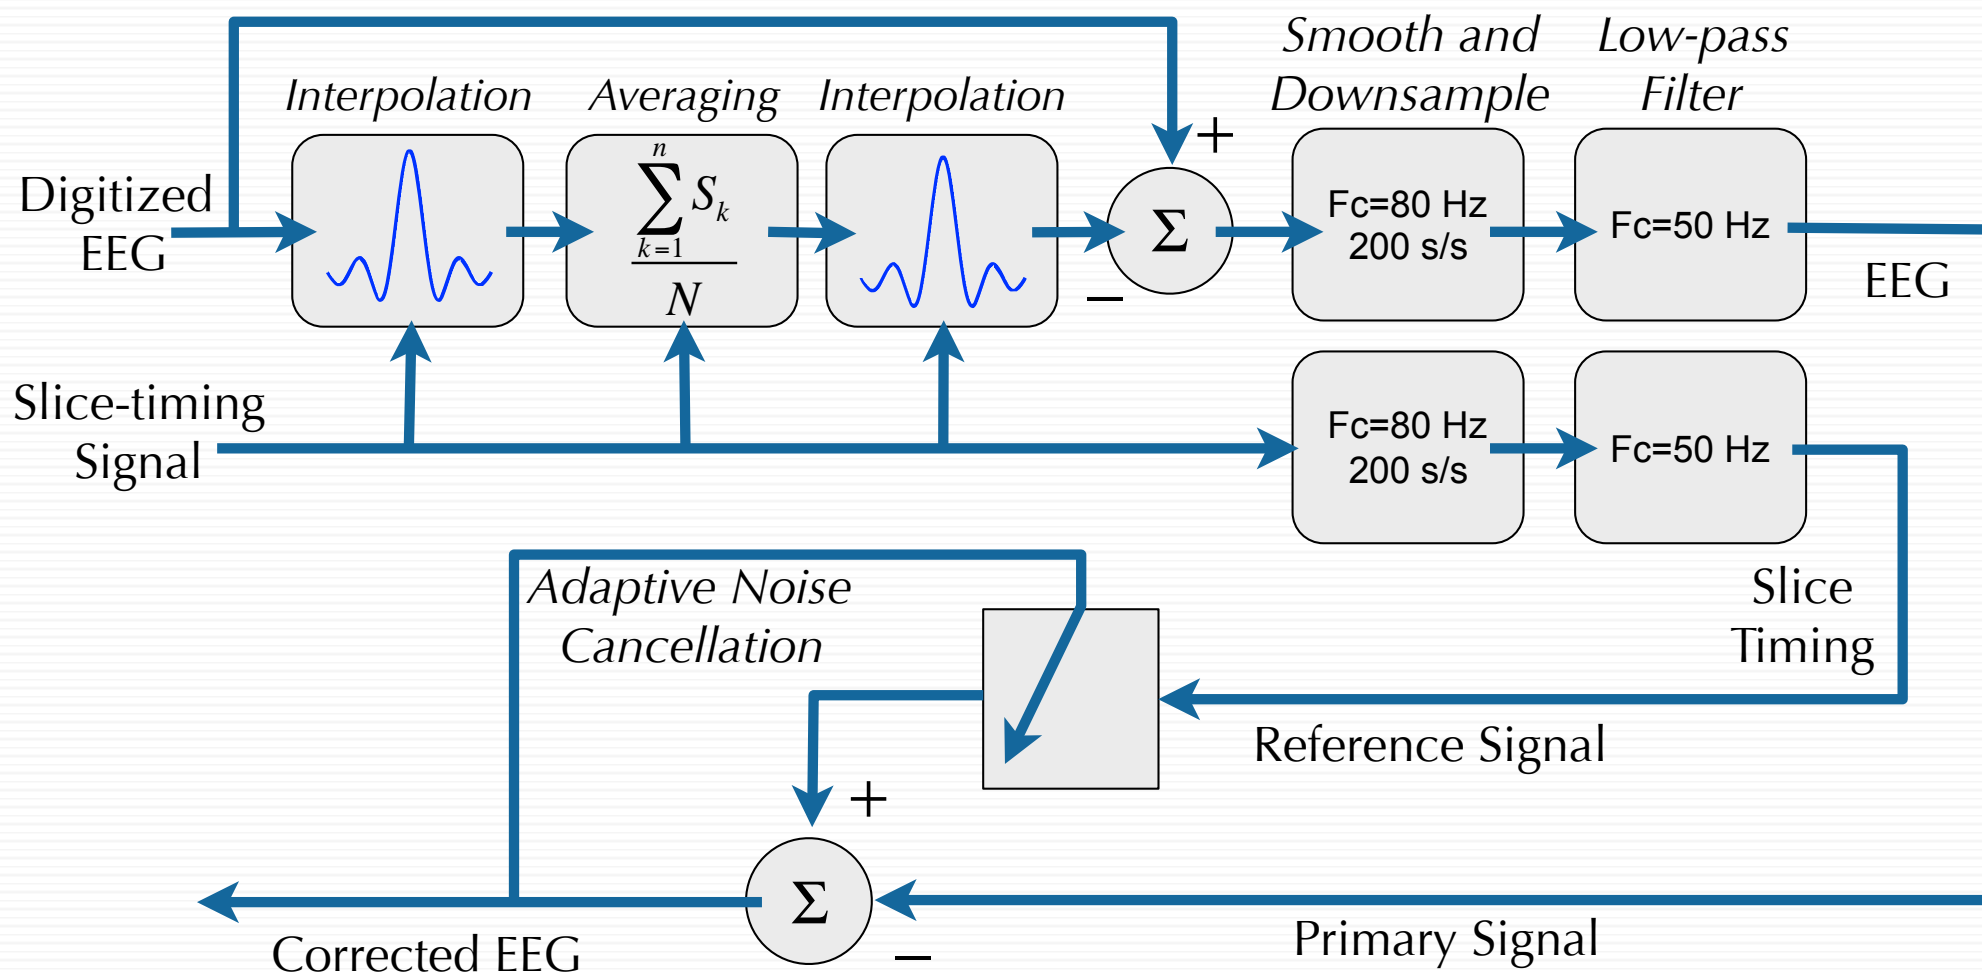 Smooth and
Downsample
Low-pass
Filter
Interpolation
Averaging
Interpolation
Digitized
EEG
n
∑ S_k
k=1
N
+
−
Σ
Fc=80 Hz
200 s/s
Fc=50 Hz
EEG
Slice-timing
Signal
Fc=80 Hz
200 s/s
Fc=50 Hz
Slice
Timing
Adaptive Noise
Cancellation
Reference Signal
+
Σ
−
Primary Signal
Corrected EEG